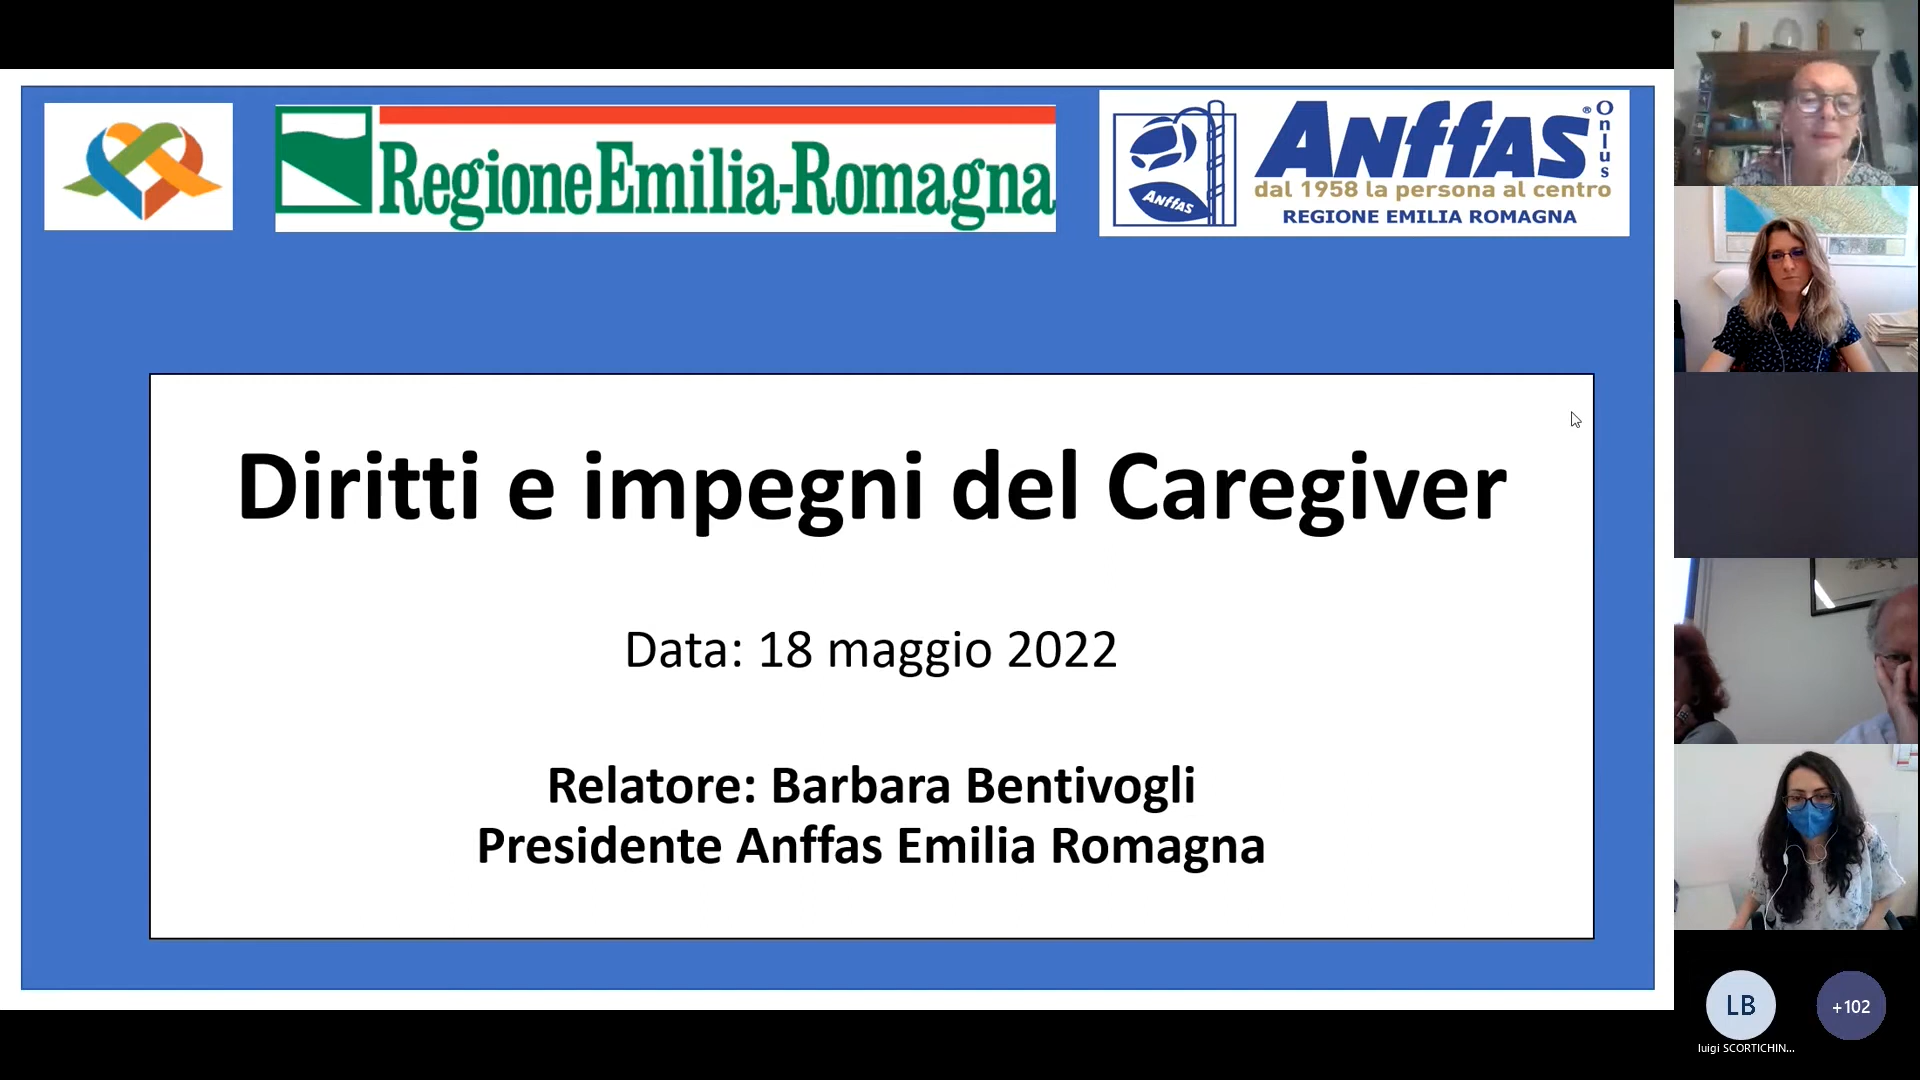 RegioneEmilia-Romagna
Anffas
ANffAS® Onlus
dal 1958 la persona al centro
REGIONE EMILIA ROMAGNA
Diritti e impegni del Caregiver
Data: 18 maggio 2022
Relatore: Barbara Bentivogli
Presidente Anffas Emilia Romagna
LB
+102
luigi SCORTICHIN...